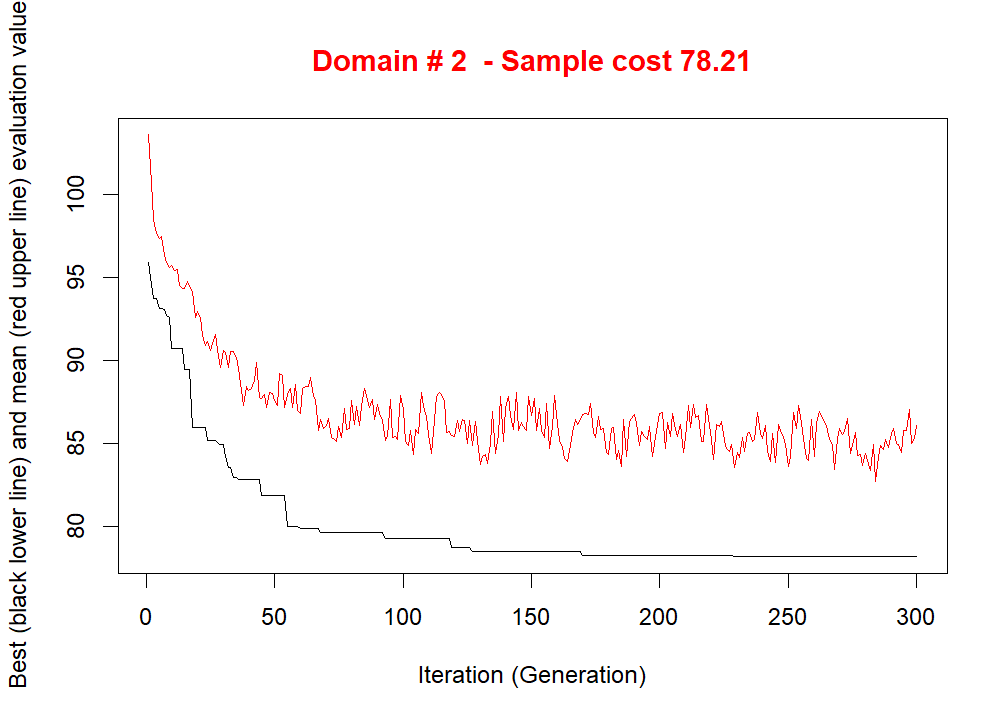 Domain # 2  - Sample cost 78.21
Best (black lower line) and mean (red upper line) evaluation value
100
95
90
85
80
0 50 100 150 200 250 300
Iteration (Generation)